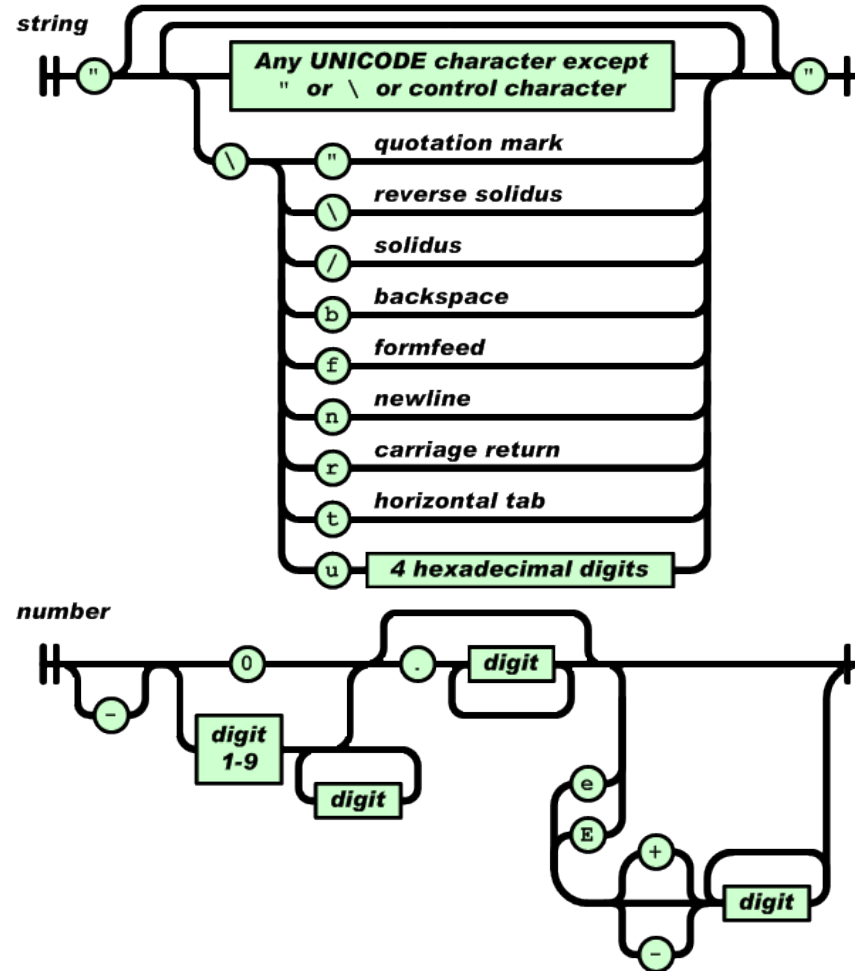 string
"
Any UNICODE character except
" or \ or control character
"
\
" quotation mark
\ reverse solidus
/ solidus
b backspace
f formfeed
n newline
r carriage return
t horizontal tab
u 4 hexadecimal digits
number
0
.
digit
-
digit
1-9
digit
e
E
+
digit
-